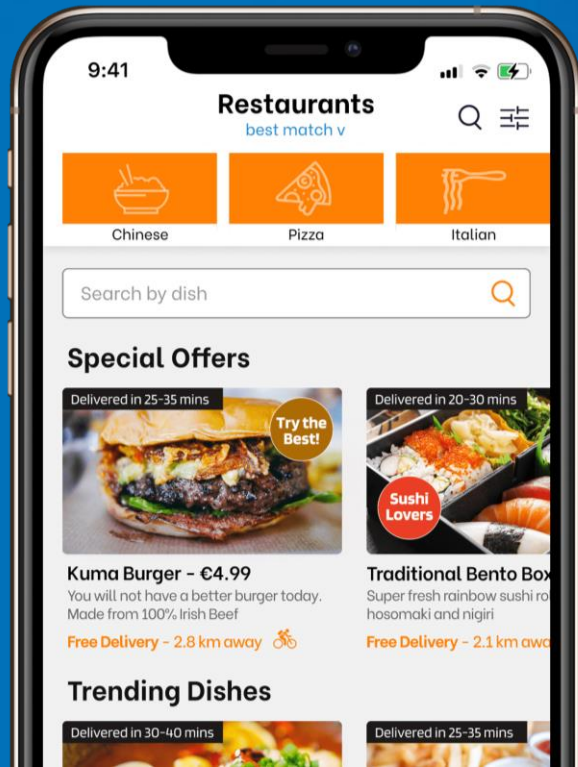 9:41
Restaurants
best match v
Chinese
Pizza
Italian
Search by dish
Special Offers
Delivered in 25-35 mins
Try the
Best!
Kuma Burger - €4.99
You will not have a better burger today.
Made from 100% Irish Beef
Free Delivery - 2.8 km away
Delivered in 20-30 mins
Sushi
Lovers
Traditional Bento Box
Super fresh rainbow sushi
hosomaki and nigiri
Free Delivery - 2.1 km
Trending Dishes
Delivered in 30-40 mins
Delivered in 25-35 mins